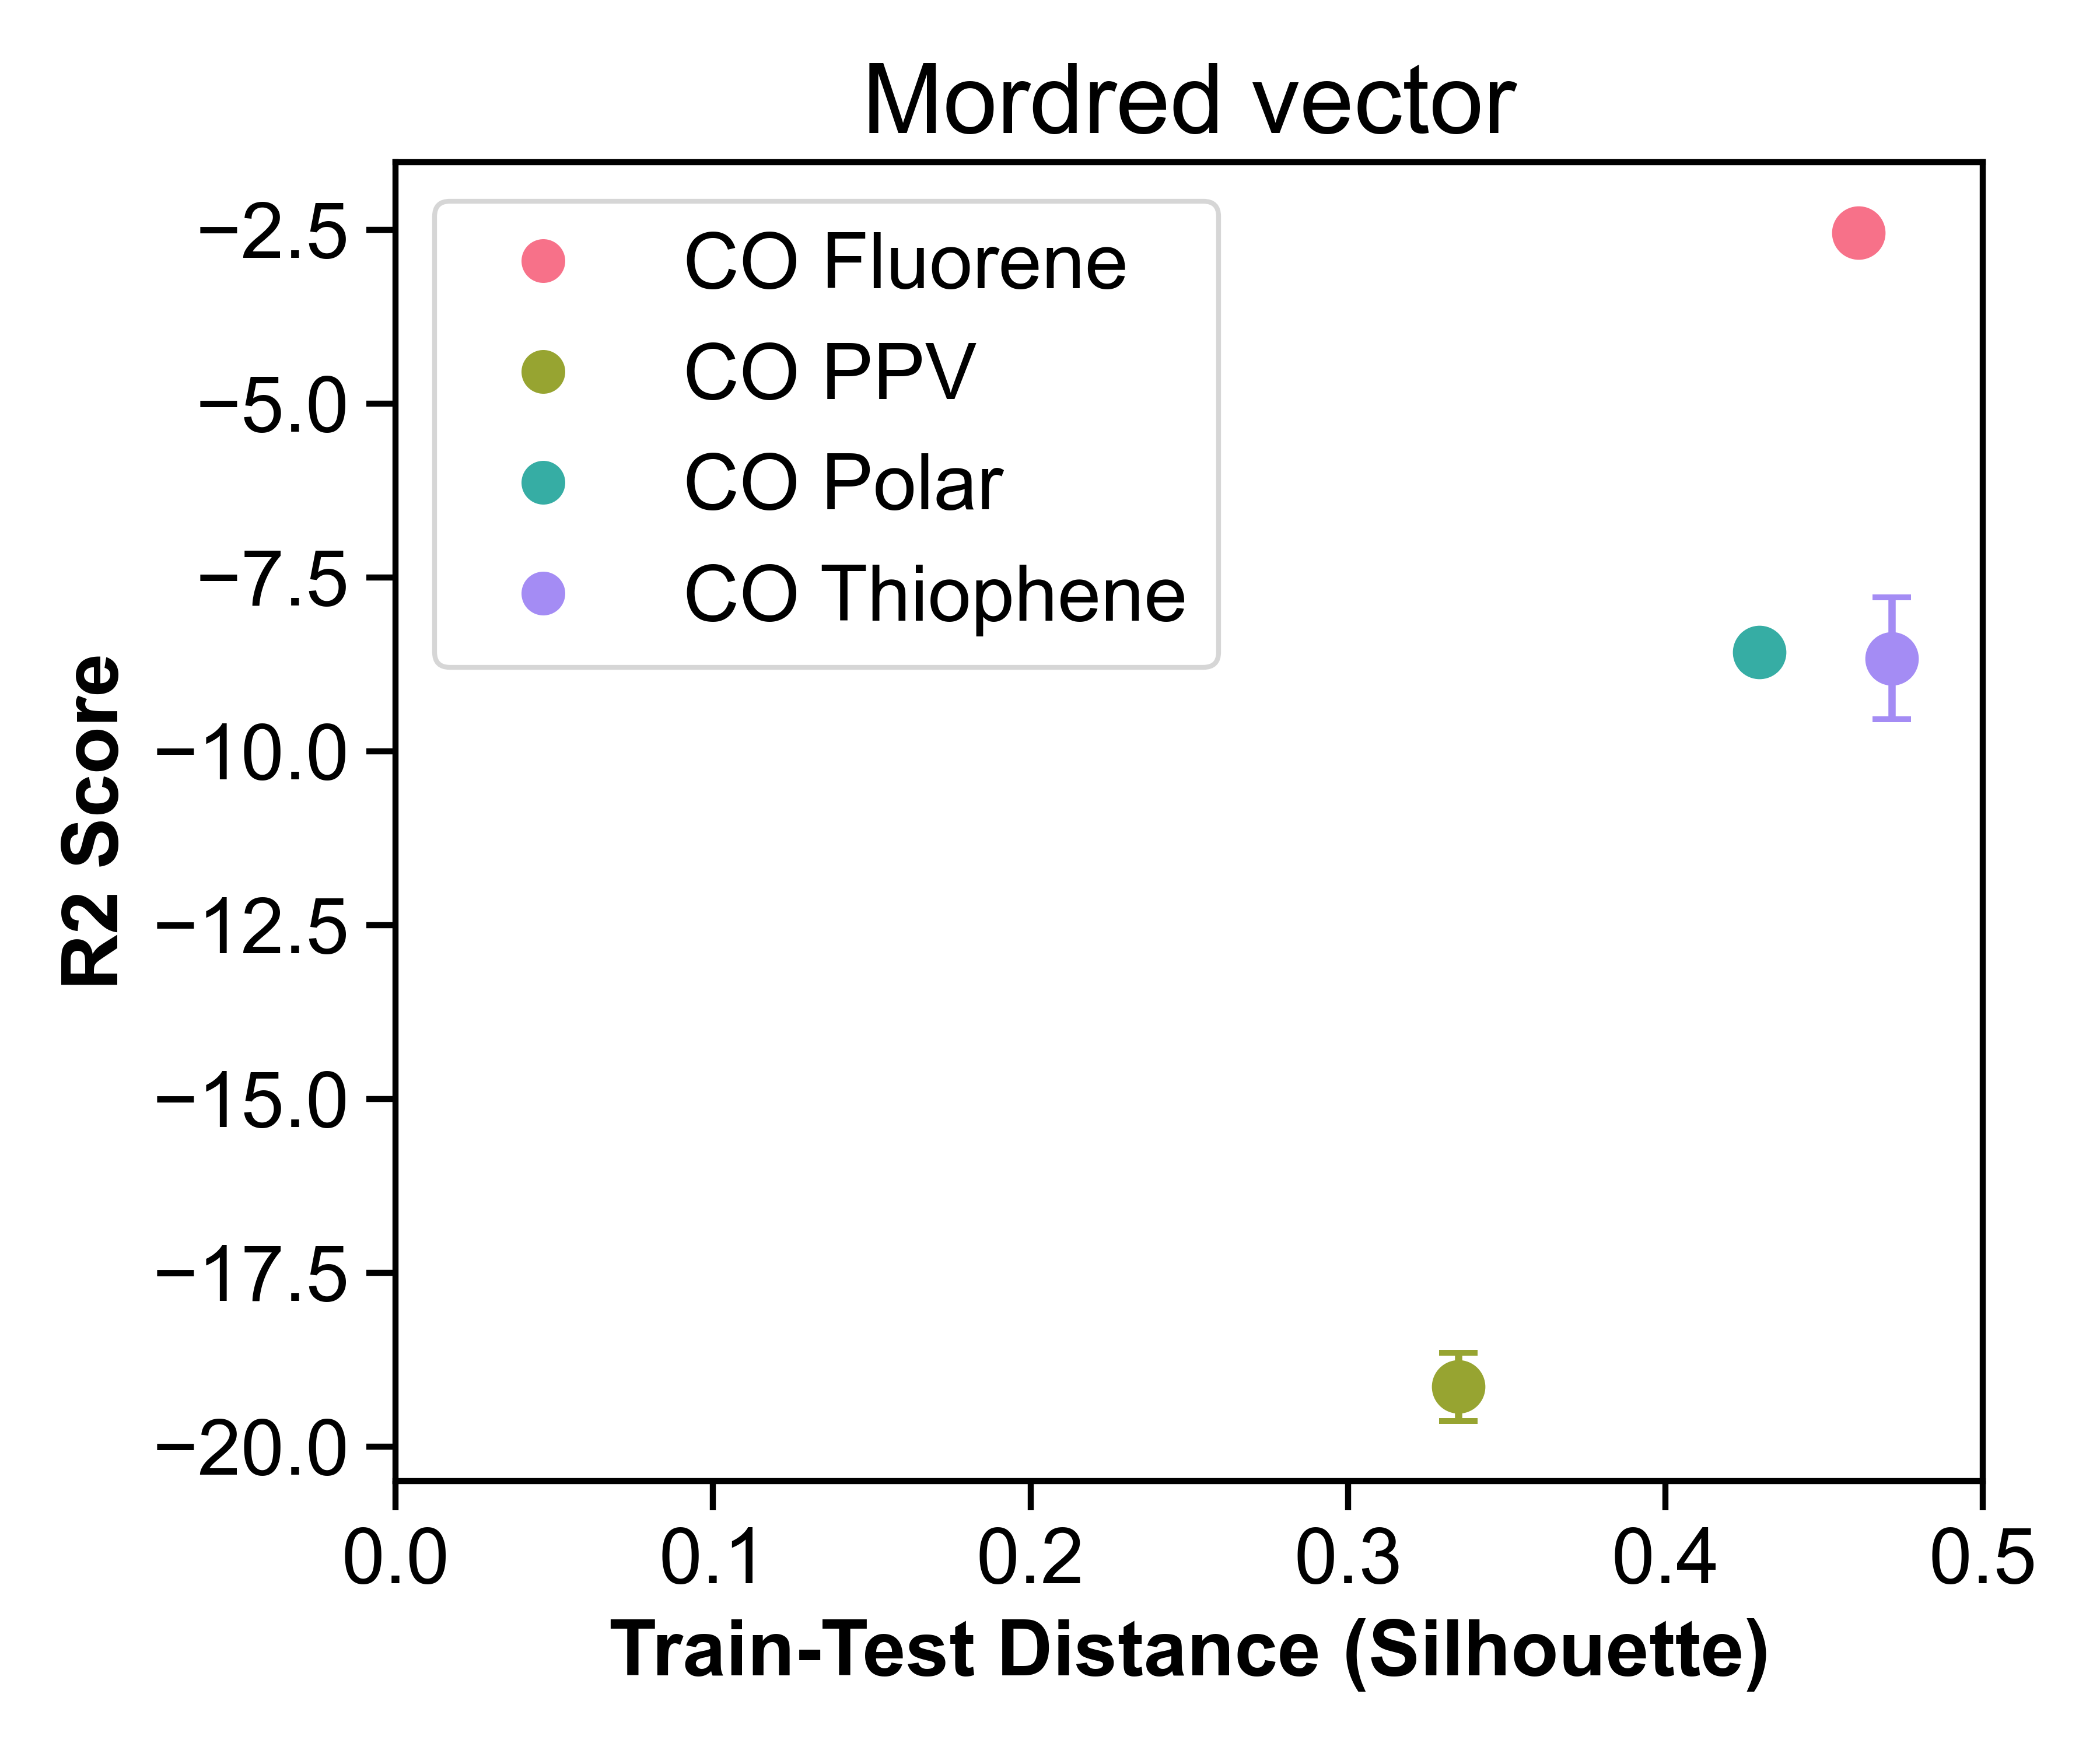 Mordred vector
CO Fluorene
CO PPV
CO Polar
CO Thiophene
R2 Score
−2.5
−5.0
−7.5
−10.0
−12.5
−15.0
−17.5
−20.0
0.0 0.1 0.2 0.3 0.4 0.5
Train-Test Distance (Silhouette)